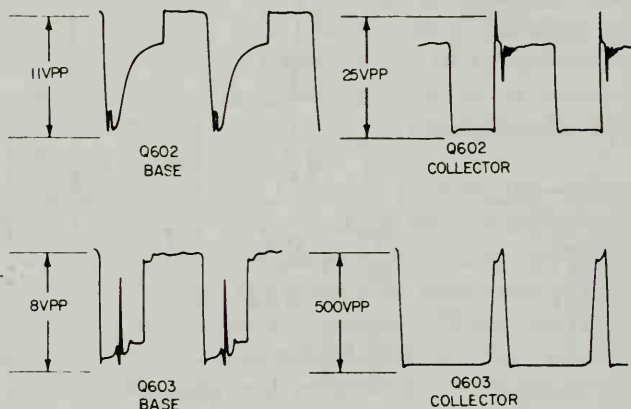 11VPP
Q602
BASE
25VPP
Q602
COLLECTOR
8VPP
Q603
BASE
500VPP
Q603
COLLECTOR